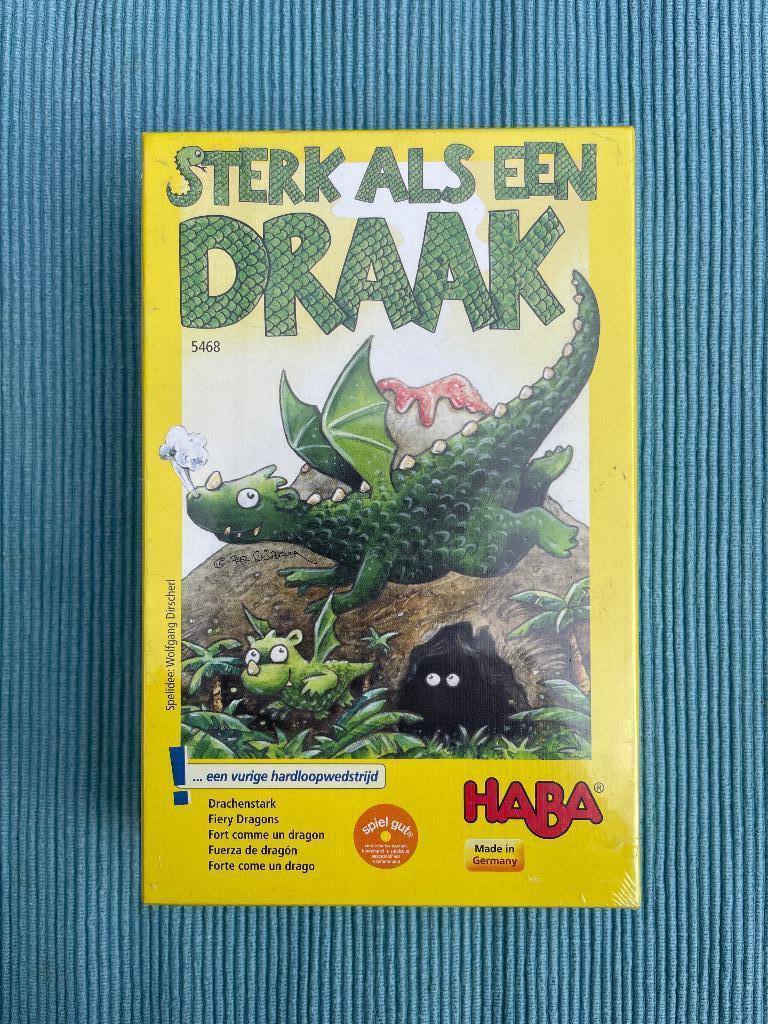 STERK ALS EEN
DRAAK
5468
Spelidee: Wolfgang Dirscherl
! ... een vurige hardloopwedstrijd
Drachenstark
Fiery Dragons
Fort comme un dragon
Fuerza de dragón
Forte come un drago
spiel gut®
HABA®
Made in
Germany